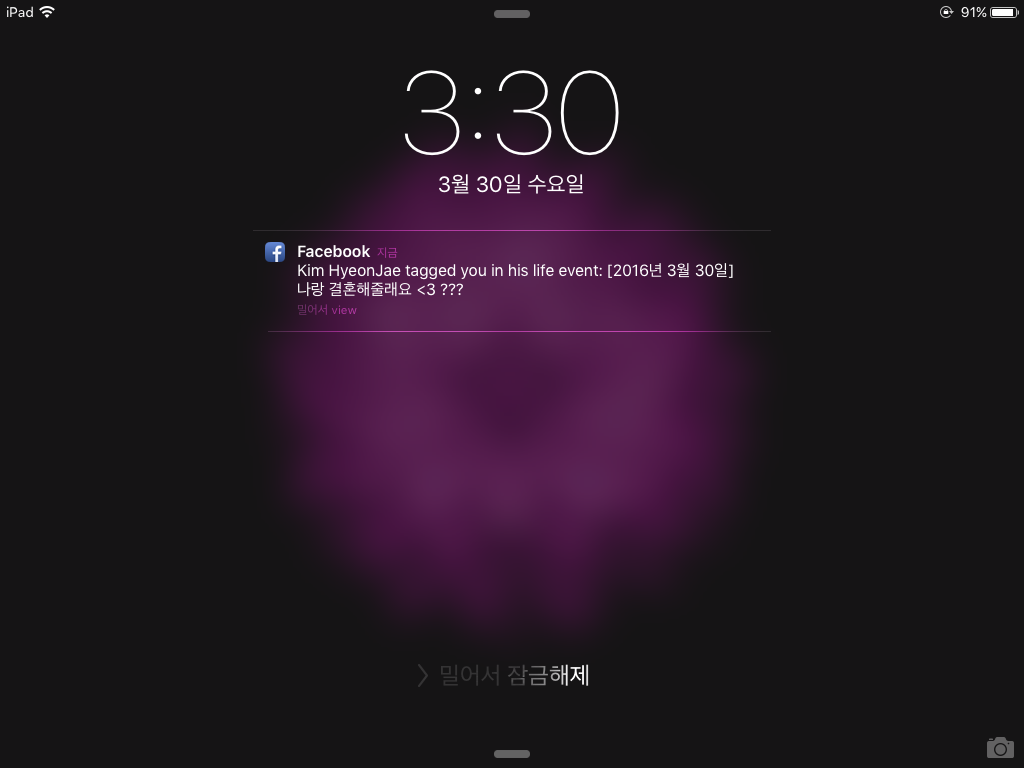 iPad 91%
3:30
3월 30일 수요일
Facebook 지금
Kim HyeonJae tagged you in his life event: [2016년 3월 30일]
나랑 결혼해줄래요 <3 ???
밀어서 view
밀어서 잠금해제